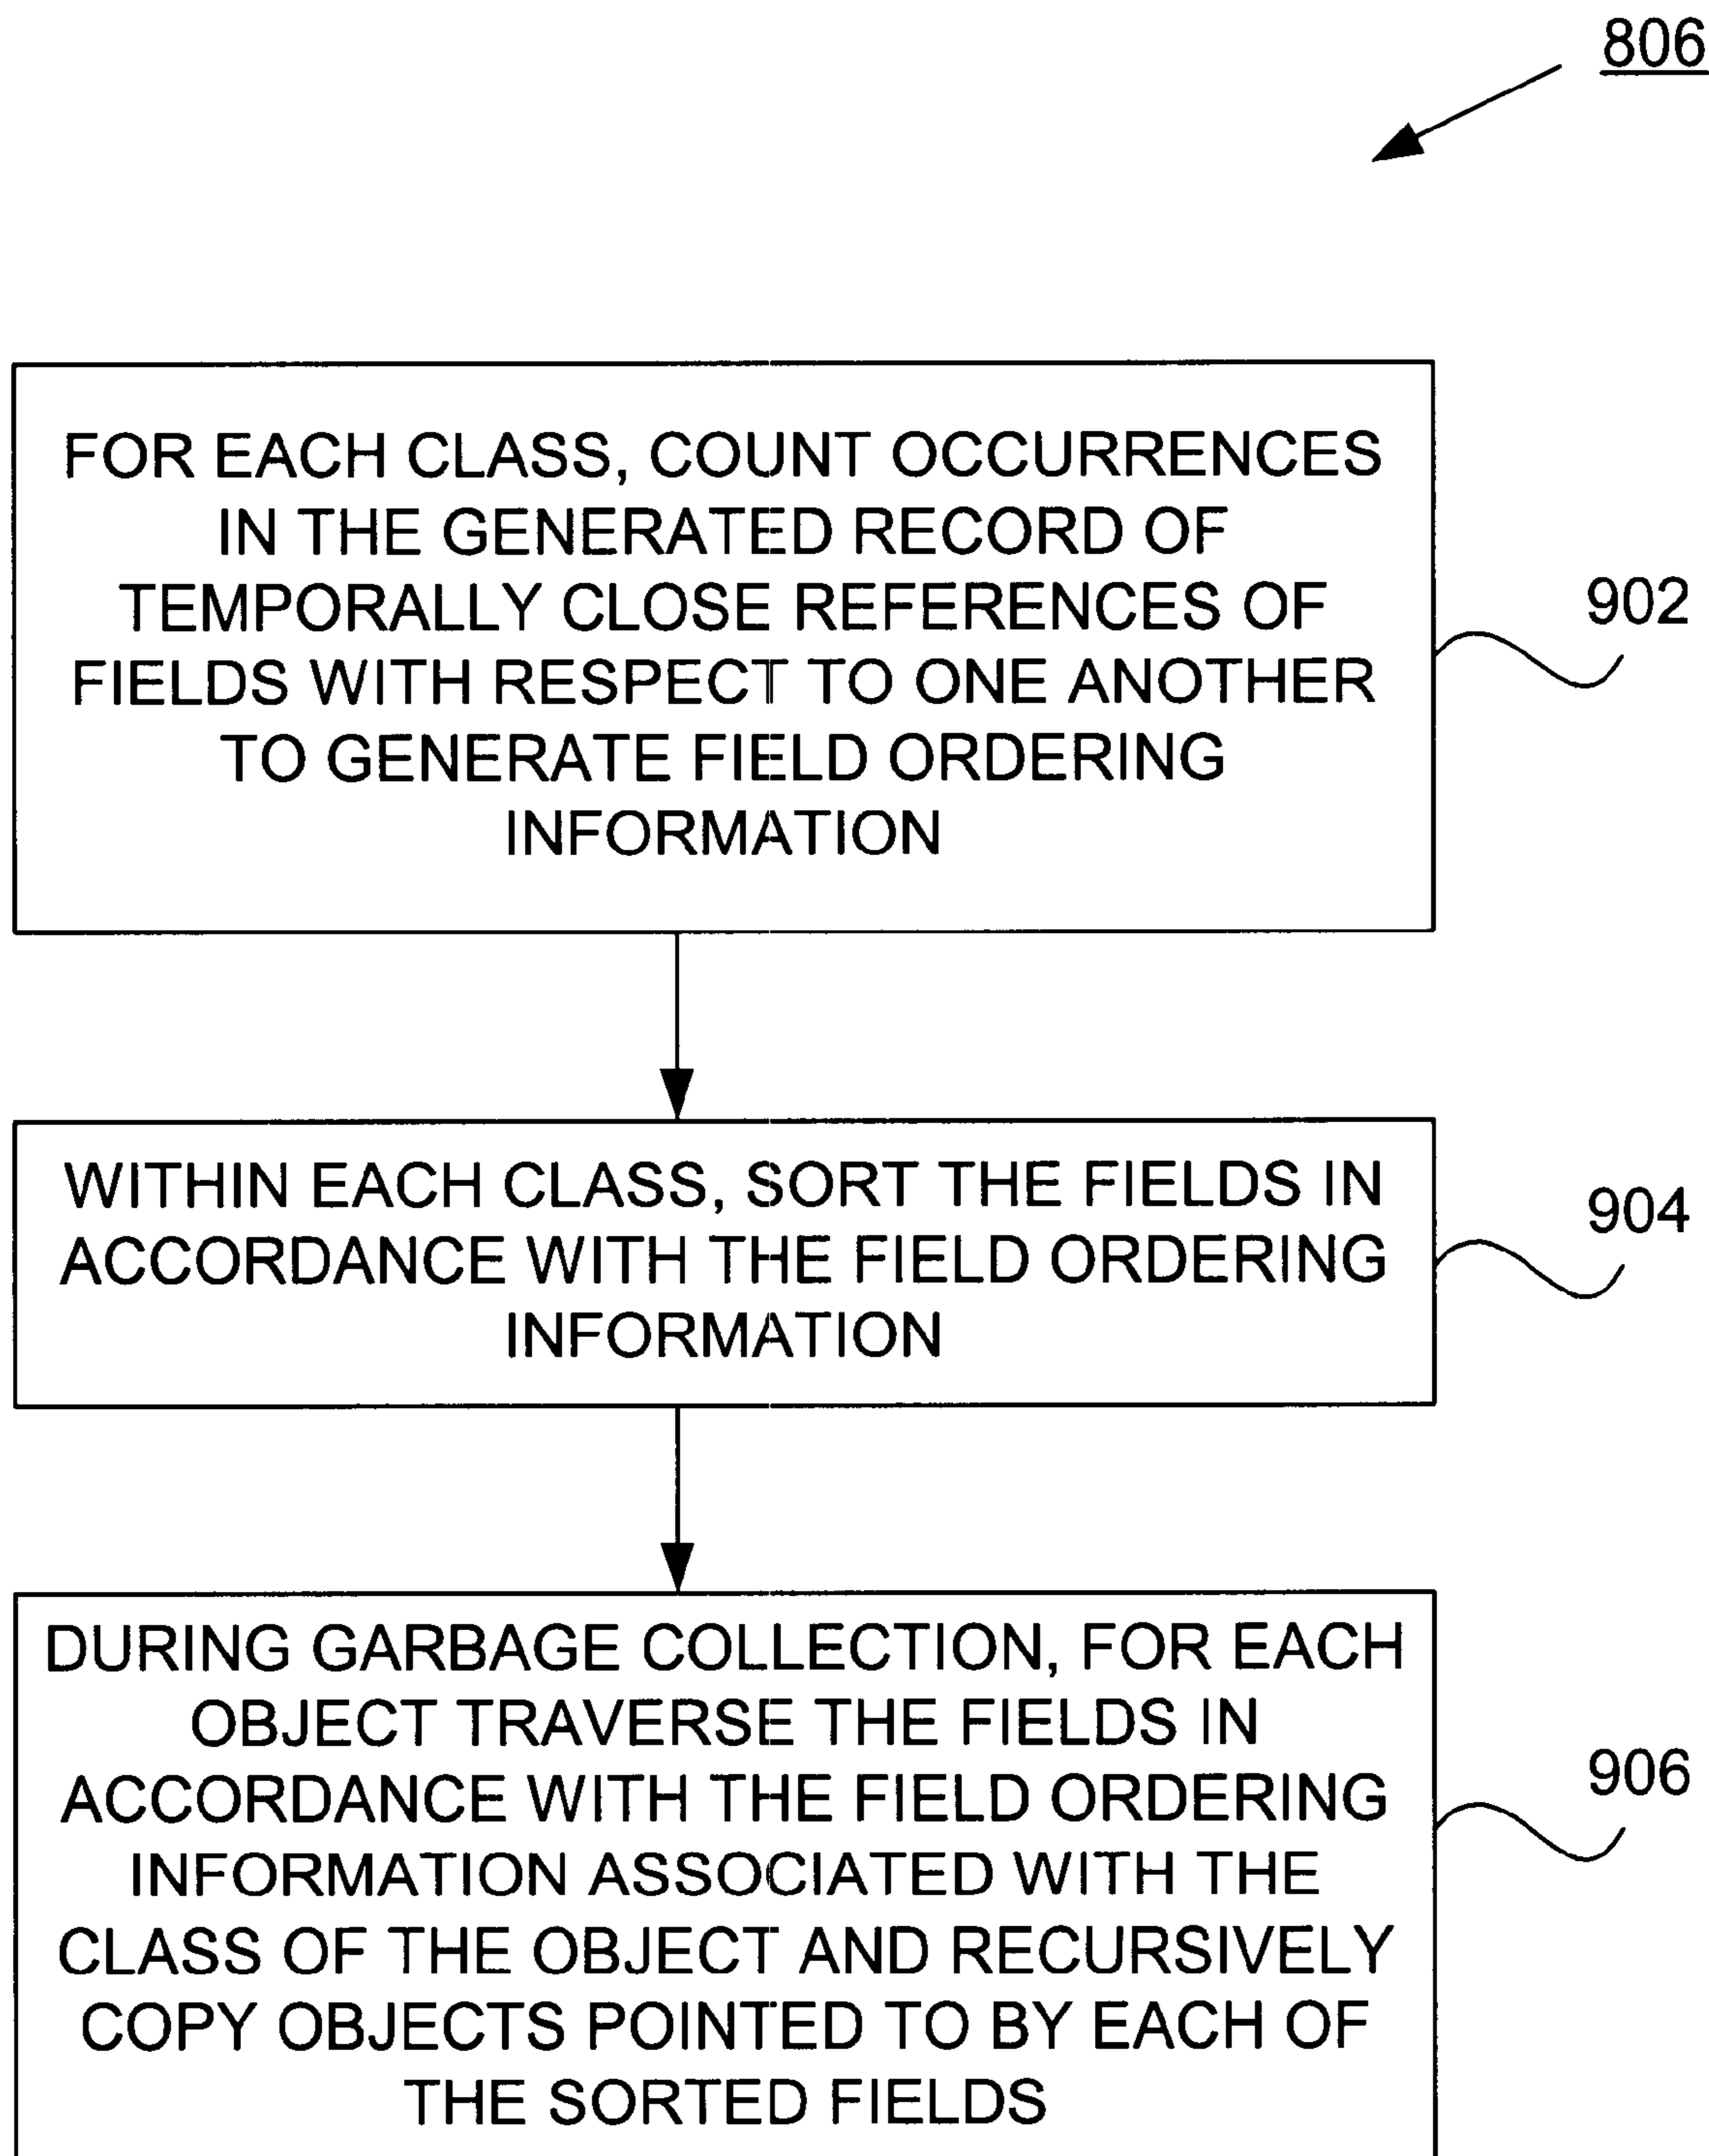 806
FOR EACH CLASS, COUNT OCCURRENCES
IN THE GENERATED RECORD OF
TEMPORALLY CLOSE REFERENCES OF
FIELDS WITH RESPECT TO ONE ANOTHER
TO GENERATE FIELD ORDERING
INFORMATION
902
WITHIN EACH CLASS, SORT THE FIELDS IN
ACCORDANCE WITH THE FIELD ORDERING
INFORMATION
904
DURING GARBAGE COLLECTION, FOR EACH
OBJECT TRAVERSE THE FIELDS IN
ACCORDANCE WITH THE FIELD ORDERING
INFORMATION ASSOCIATED WITH THE
CLASS OF THE OBJECT AND RECURSIVELY
COPY OBJECTS POINTED TO BY EACH OF
THE SORTED FIELDS
906